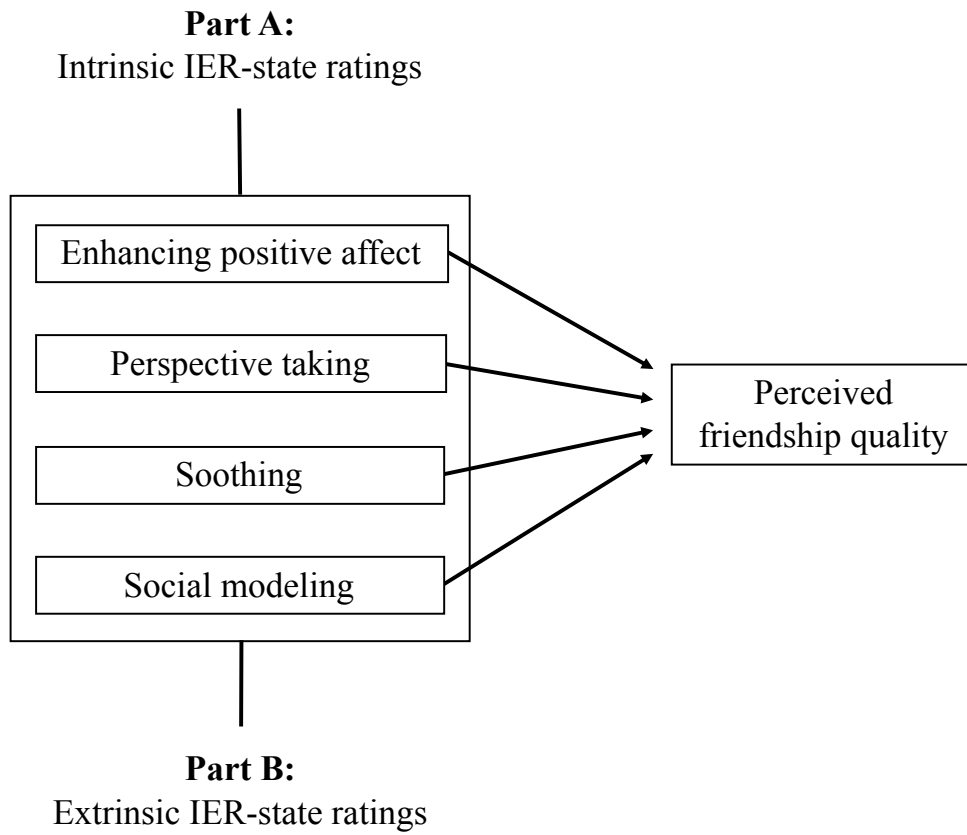 Part A:
Intrinsic IER-state ratings
Enhancing positive affect
Perspective taking
Soothing
Social modeling
Perceived
friendship quality
Part B:
Extrinsic IER-state ratings